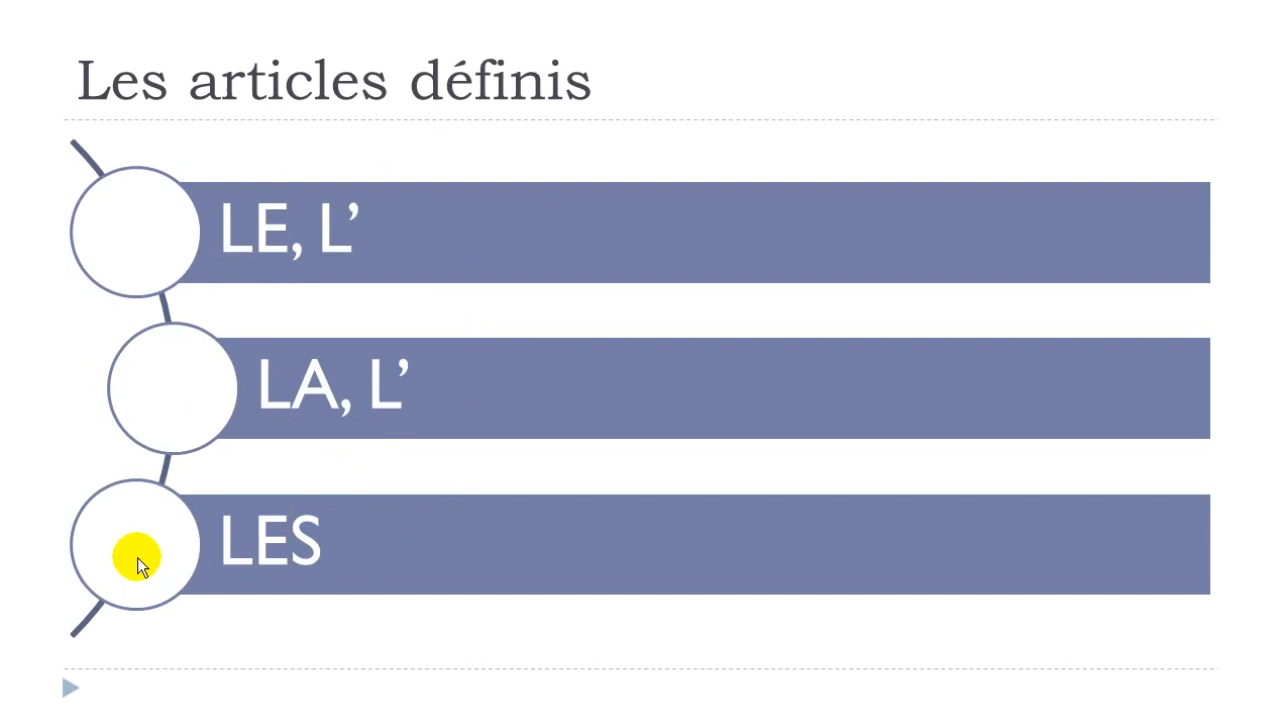 Les articles définis
LE, L’
LA, L’
LES